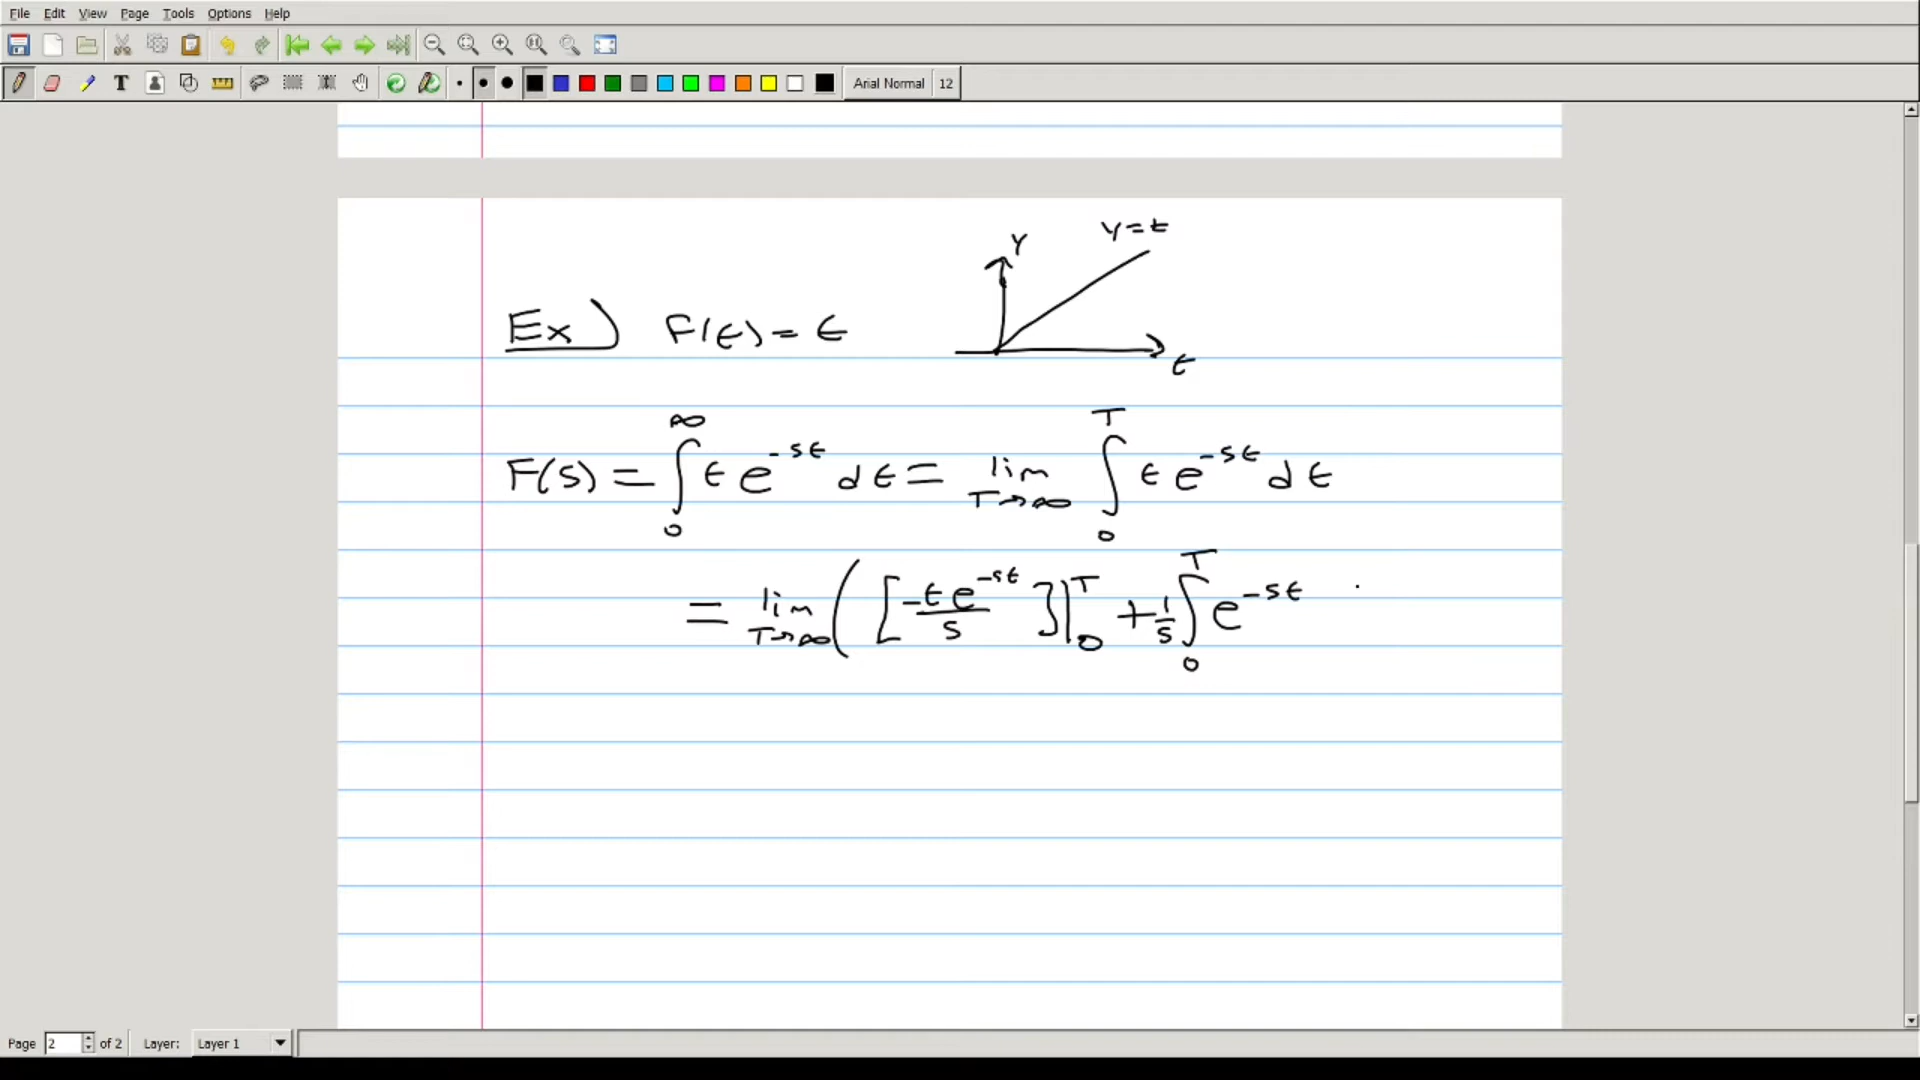 File Edit View Page Tools Options Help
T Arial Normal 12
y
y=t
Ex) F(t) = t
t
F(s) = ∫₀^∞ t e^{-st} dt = lim_{T→∞} ∫₀^T t e^{-st} dt
= lim_{T→∞} ( [ -t e^{-st} / s ] |₀^T + 1/s ∫₀^T e^{-st}
Page 2 of 2 Layer: Layer 1